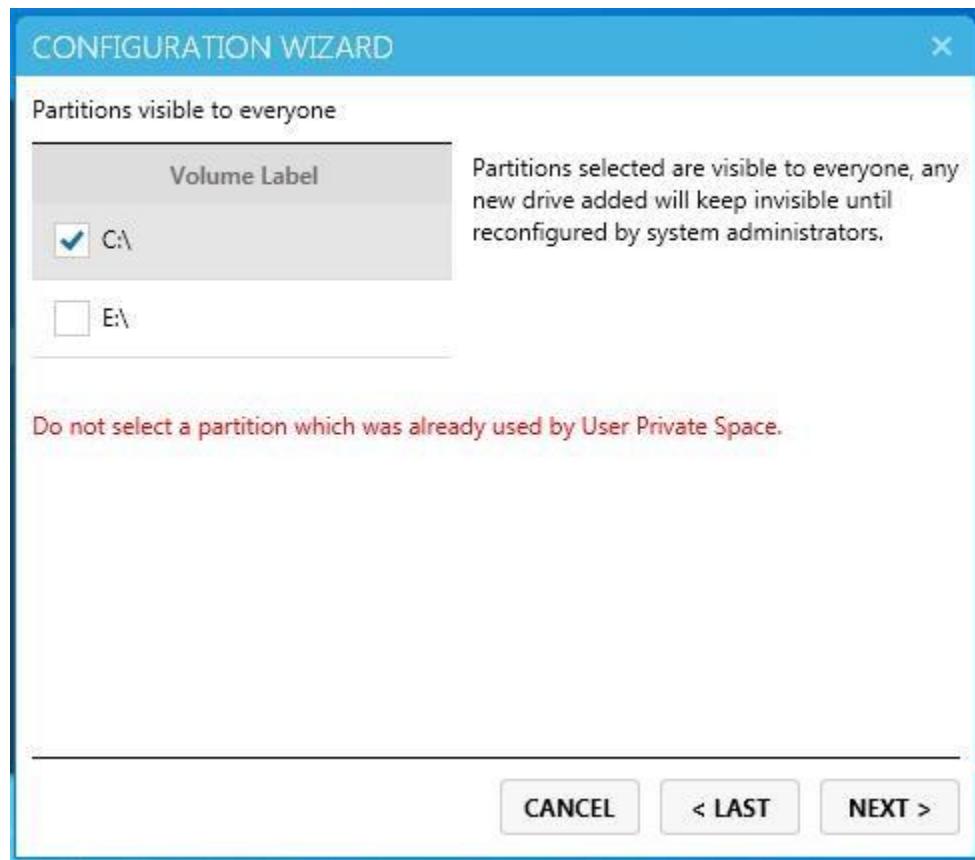 CONFIGURATION WIZARD
Partitions visible to everyone
Volume Label
C:\
E:\
Partitions selected are visible to everyone, any
new drive added will keep invisible until
reconfigured by system administrators.
Do not select a partition which was already used by User Private Space.
CANCEL
< LAST
NEXT >